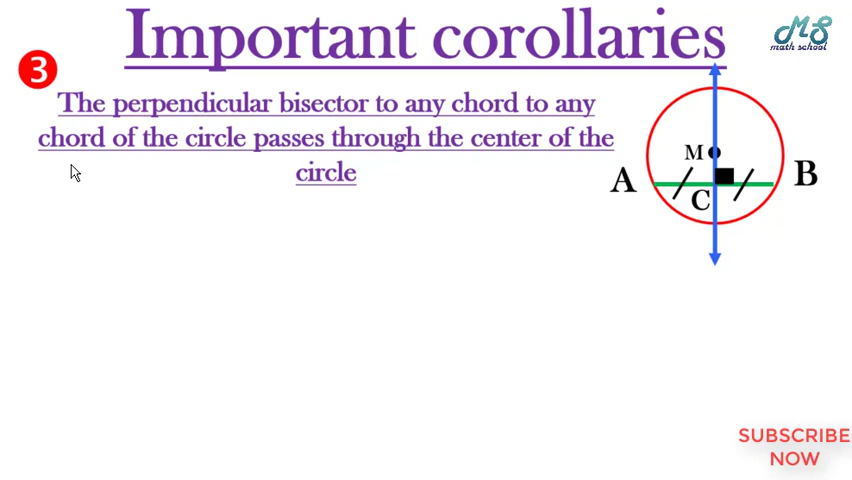 Important corollaries
MS
math school
3
The perpendicular bisector to any chord to any
chord of the circle passes through the center of the
circle
M
A
B
C
SUBSCRIBE
NOW